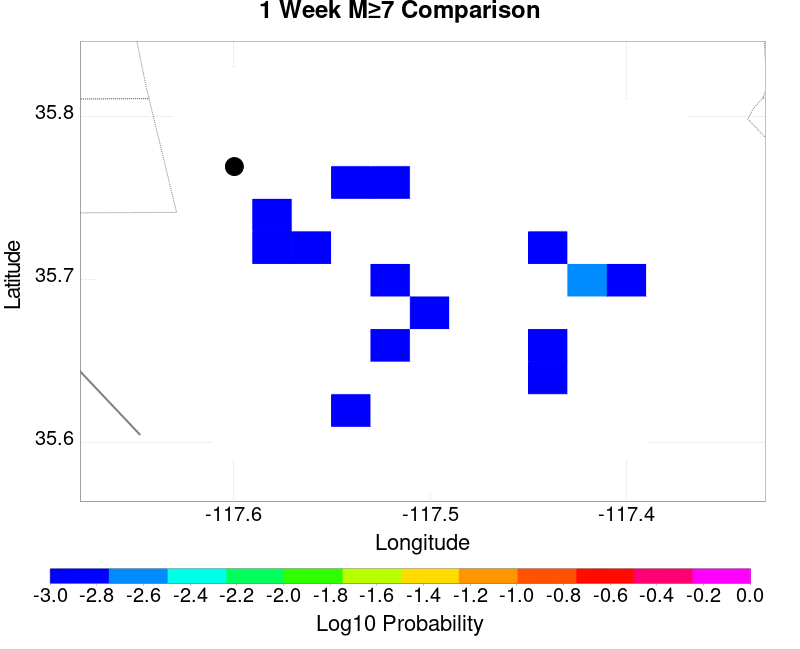 1 Week M≥7 Comparison
35.8
35.7
35.6
Latitude
-117.6 -117.5 -117.4
Longitude
-3.0 -2.8 -2.6 -2.4 -2.2 -2.0 -1.8 -1.6 -1.4 -1.2 -1.0 -0.8 -0.6 -0.4 -0.2 0.0
Log10 Probability